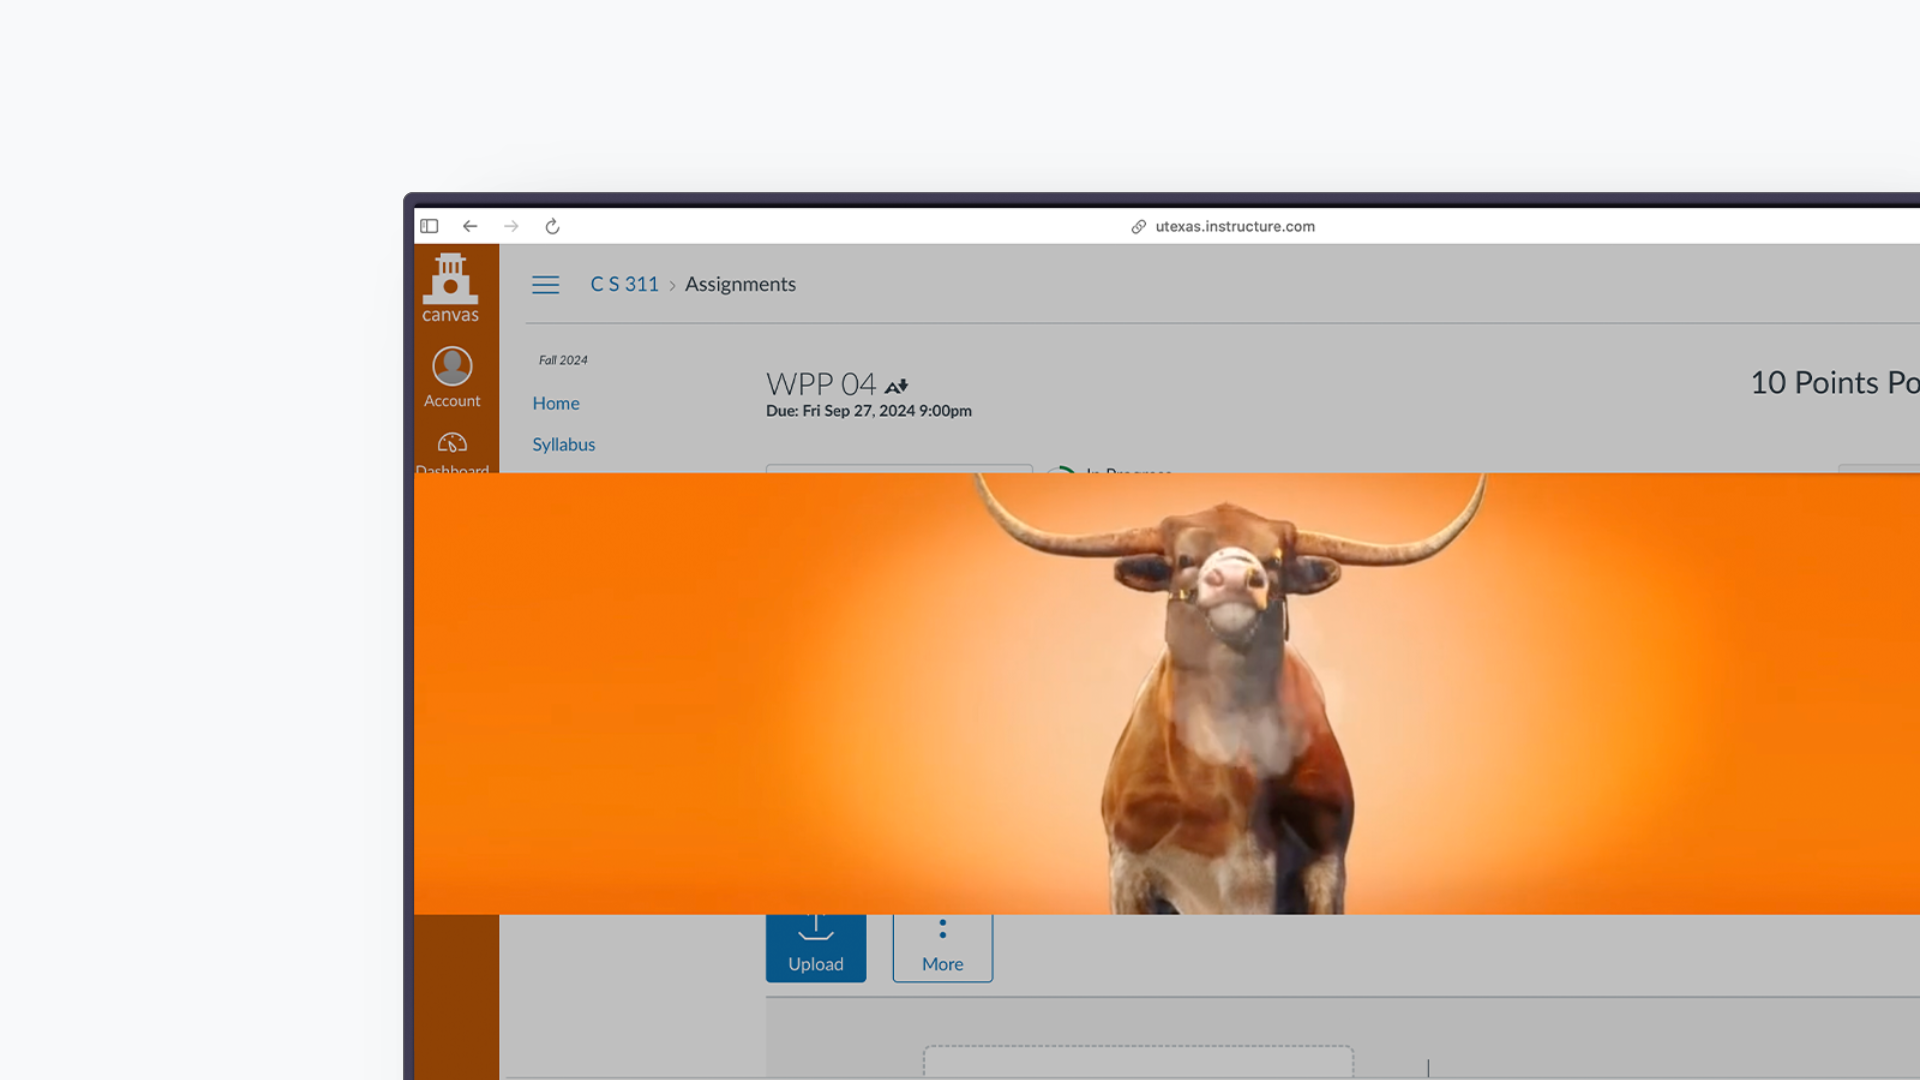 utexas.instructure.com
canvas
C S 311 › Assignments
Account
Fall 2024
WPP 04
10 Points Po
Due: Fri Sep 27, 2024 9:00pm
Home
Syllabus
Dashboard
In Progress
Upload
More